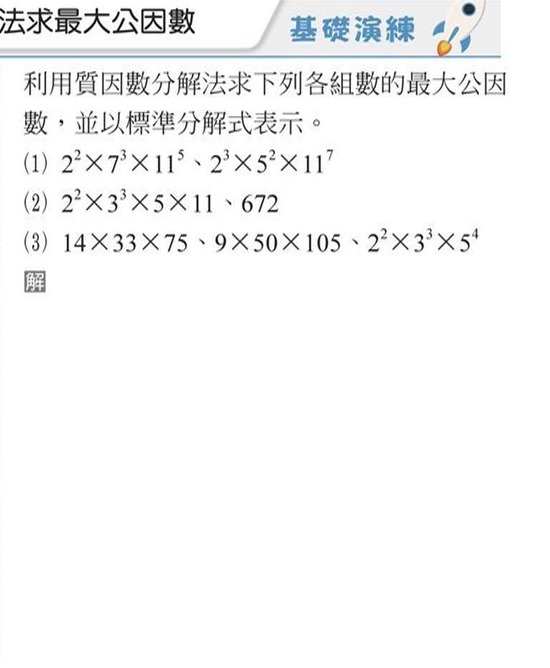 法求最大公因數
基礎演練
利用質因數分解法求下列各組數的最大公因
數，並以標準分解式表示。
(1) 2²×7³×11⁵、2³×5²×11⁷
(2) 2²×3³×5×11、672
(3) 14×33×75、9×50×105、2²×3³×5⁴
解